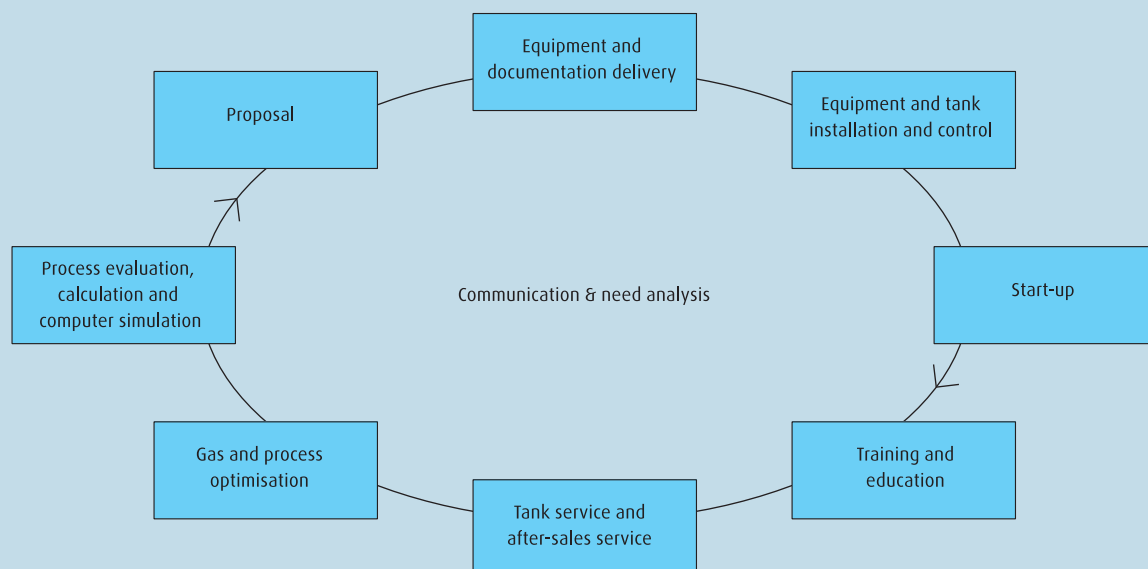 Equipment and
documentation delivery
Proposal
Equipment and tank
installation and control
Process evaluation,
calculation and
computer simulation
Communication & need analysis
Start-up
Gas and process
optimisation
Training and
education
Tank service and
after-sales service